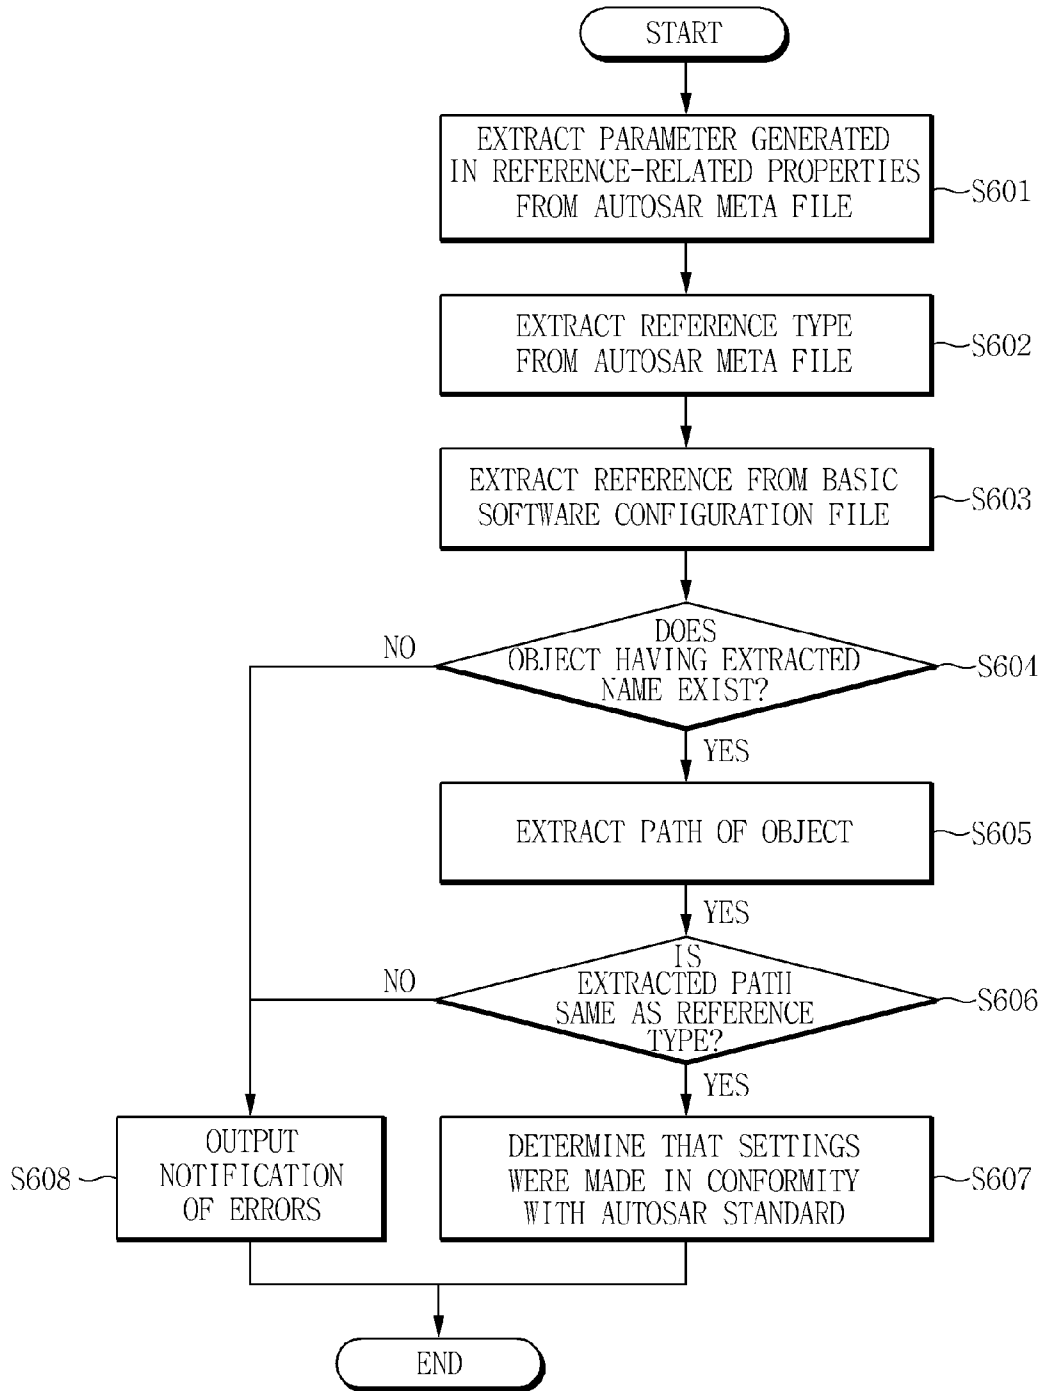 START
EXTRACT PARAMETER GENERATED
IN REFERENCE-RELATED PROPERTIES
FROM AUTOSAR META FILE
S601
EXTRACT REFERENCE TYPE
FROM AUTOSAR META FILE
S602
EXTRACT REFERENCE FROM BASIC
SOFTWARE CONFIGURATION FILE
S603
DOES
OBJECT HAVING EXTRACTED
NAME EXIST?
S604
NO
YES
EXTRACT PATH OF OBJECT
S605
YES
IS
EXTRACTED PATH
SAME AS REFERENCE
TYPE?
S606
NO
YES
OUTPUT
NOTIFICATION
OF ERRORS
S608
DETERMINE THAT SETTINGS
WERE MADE IN CONFORMITY
WITH AUTOSAR STANDARD
S607
END